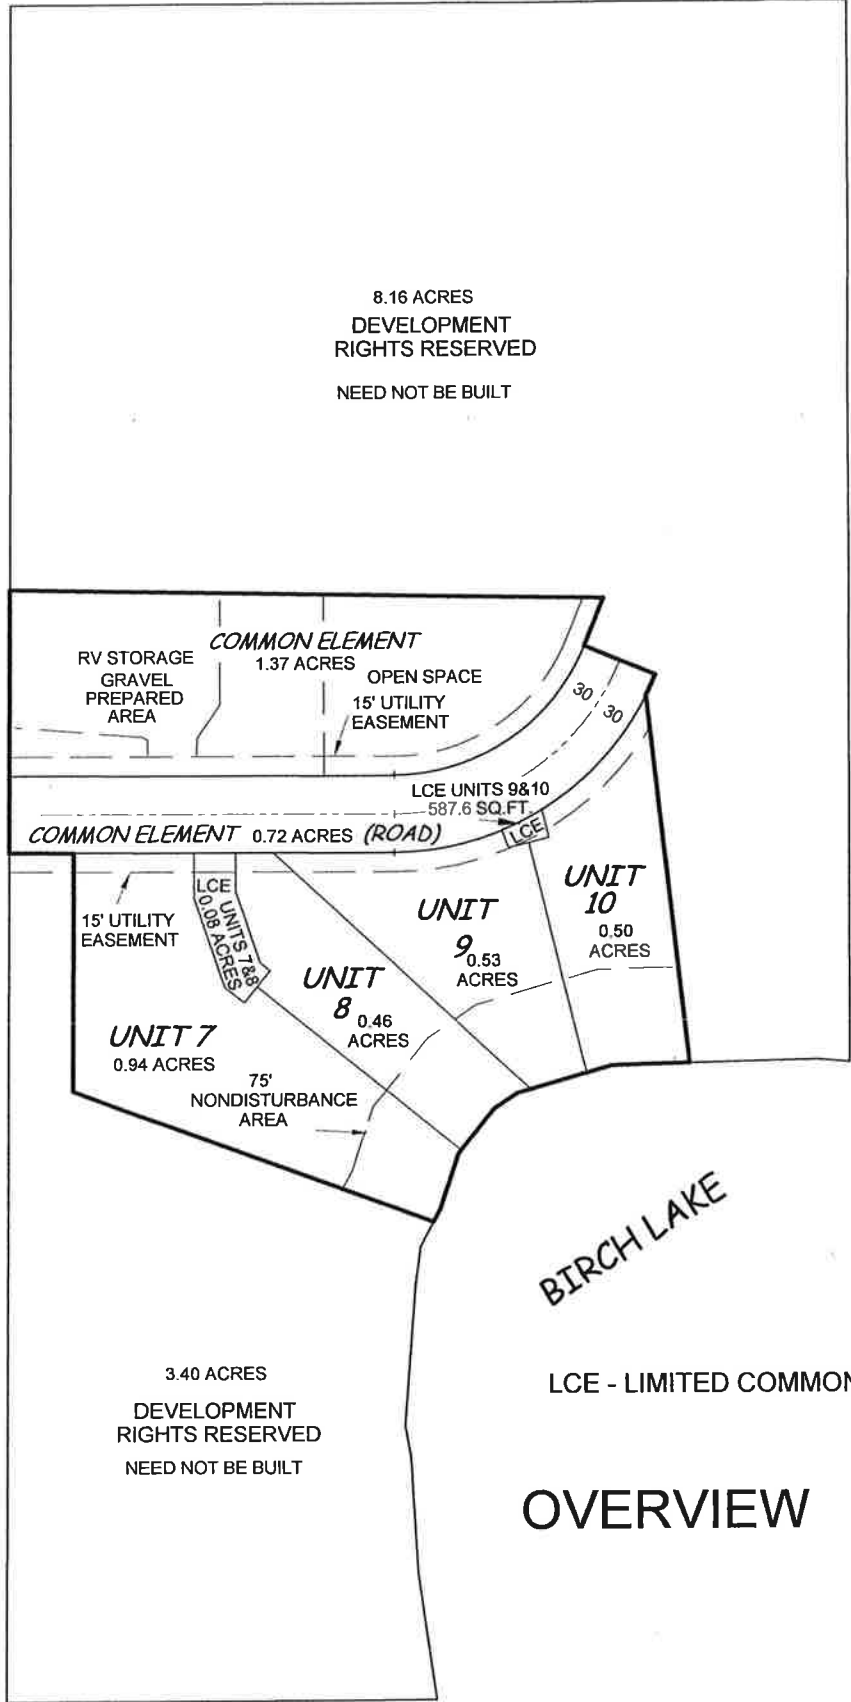 8.16 ACRES
DEVELOPMENT
RIGHTS RESERVED
NEED NOT BE BUILT
COMMON ELEMENT
1.37 ACRES
RV STORAGE
GRAVEL
PREPARED
AREA
OPEN SPACE
15' UTILITY
EASEMENT
30
30
LCE UNITS 9&10
587.6 SQ.FT.
LCE
COMMON ELEMENT 0.72 ACRES (ROAD)
15' UTILITY
EASEMENT
LCE
UNITS 7&8
0.08 ACRES
UNIT
10
0.50
ACRES
UNIT
9
0.53
ACRES
UNIT
8
0.46
ACRES
UNIT 7
0.94 ACRES
75'
NONDISTURBANCE
AREA
BIRCH LAKE
3.40 ACRES
DEVELOPMENT
RIGHTS RESERVED
NEED NOT BE BUILT
LCE - LIMITED COMMON
OVERVIEW